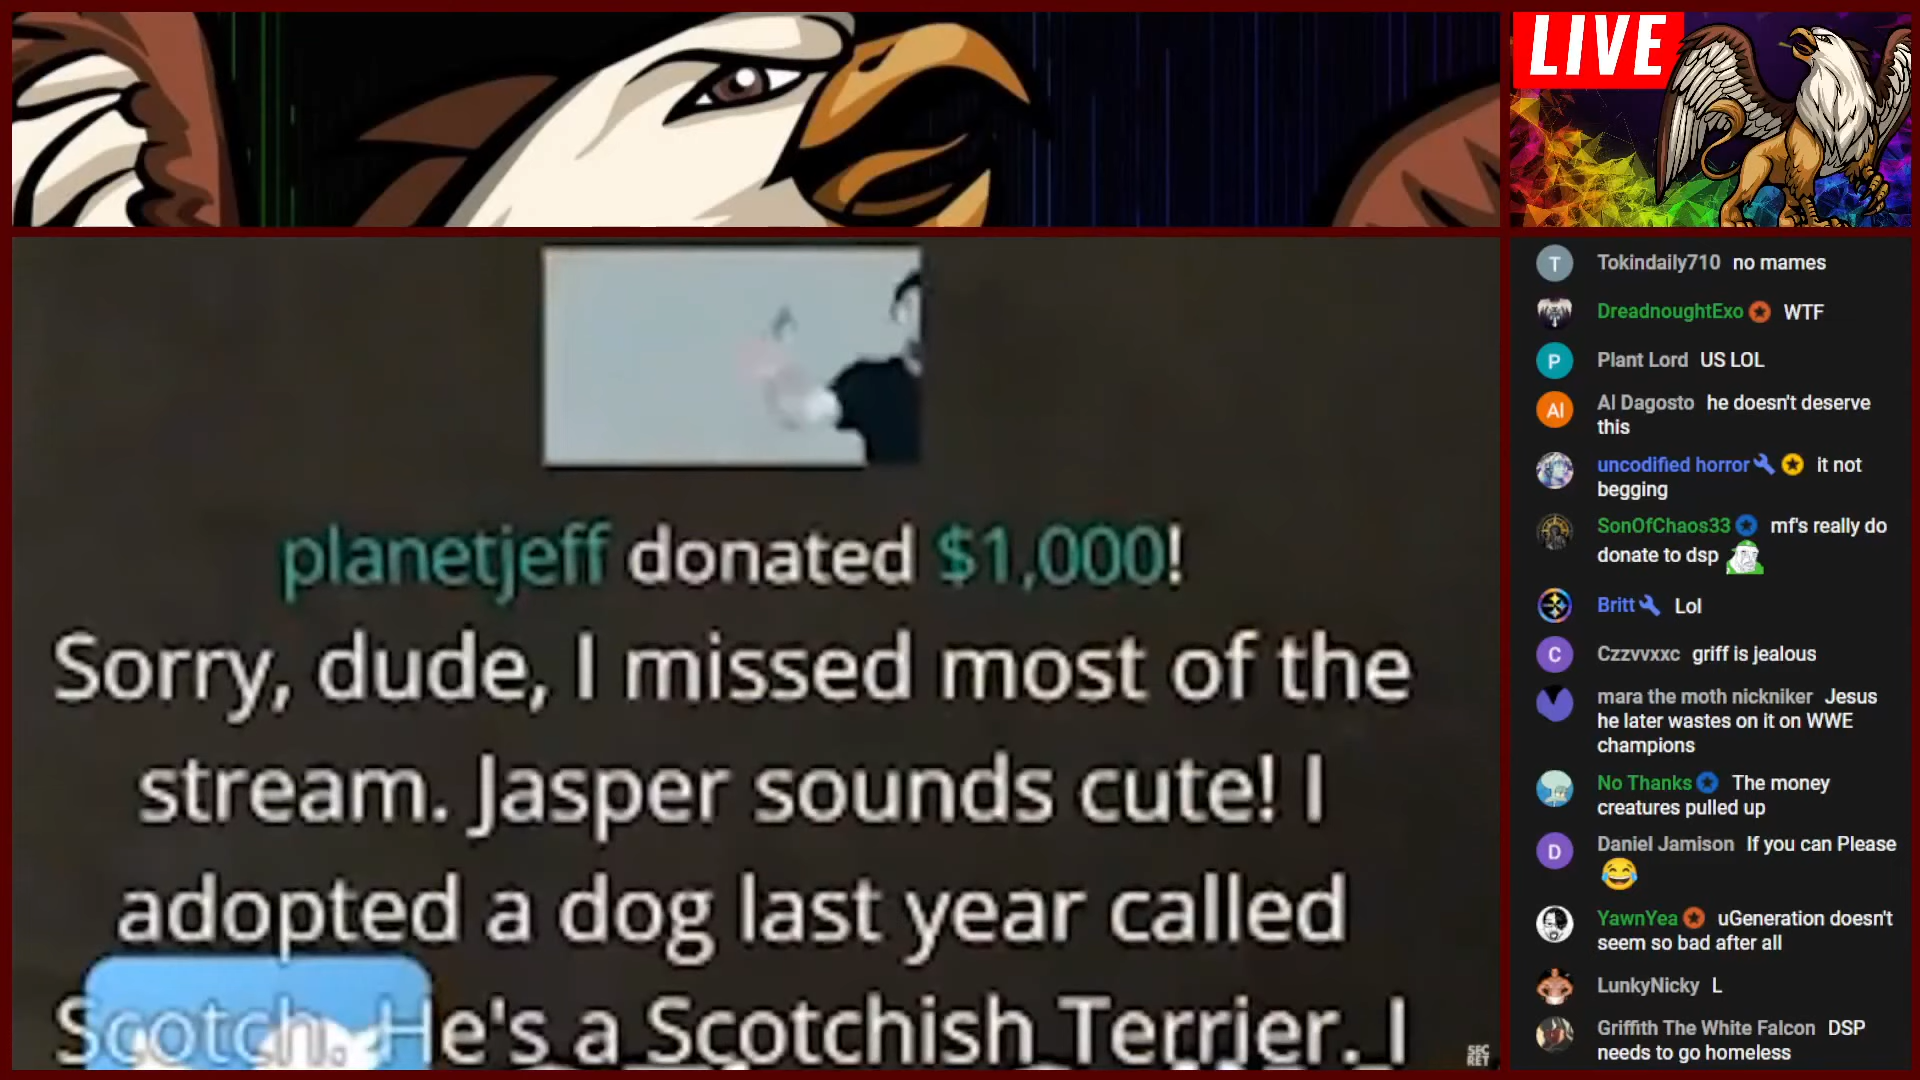 LIVE
planetjeff donated $1,000!
Sorry, dude, I missed most of the
stream. Jasper sounds cute! I
adopted a dog last year called
Scotch. He's a Scotchish Terrier. I
SEC
RET
T Tokindaily710 no mames
DreadnoughtExo WTF
P Plant Lord US LOL
Al Al Dagosto he doesn't deserve
this
uncodified horror it not
begging
SonOfChaos33 mf's really do
donate to dsp
Britt Lol
C Czzvvxxc griff is jealous
mara the moth nickniker Jesus
he later wastes on it on WWE
champions
No Thanks The money
creatures pulled up
D Daniel Jamison If you can Please
YawnYea uGeneration doesn't
seem so bad after all
LunkyNicky L
Griffith The White Falcon DSP
needs to go homeless